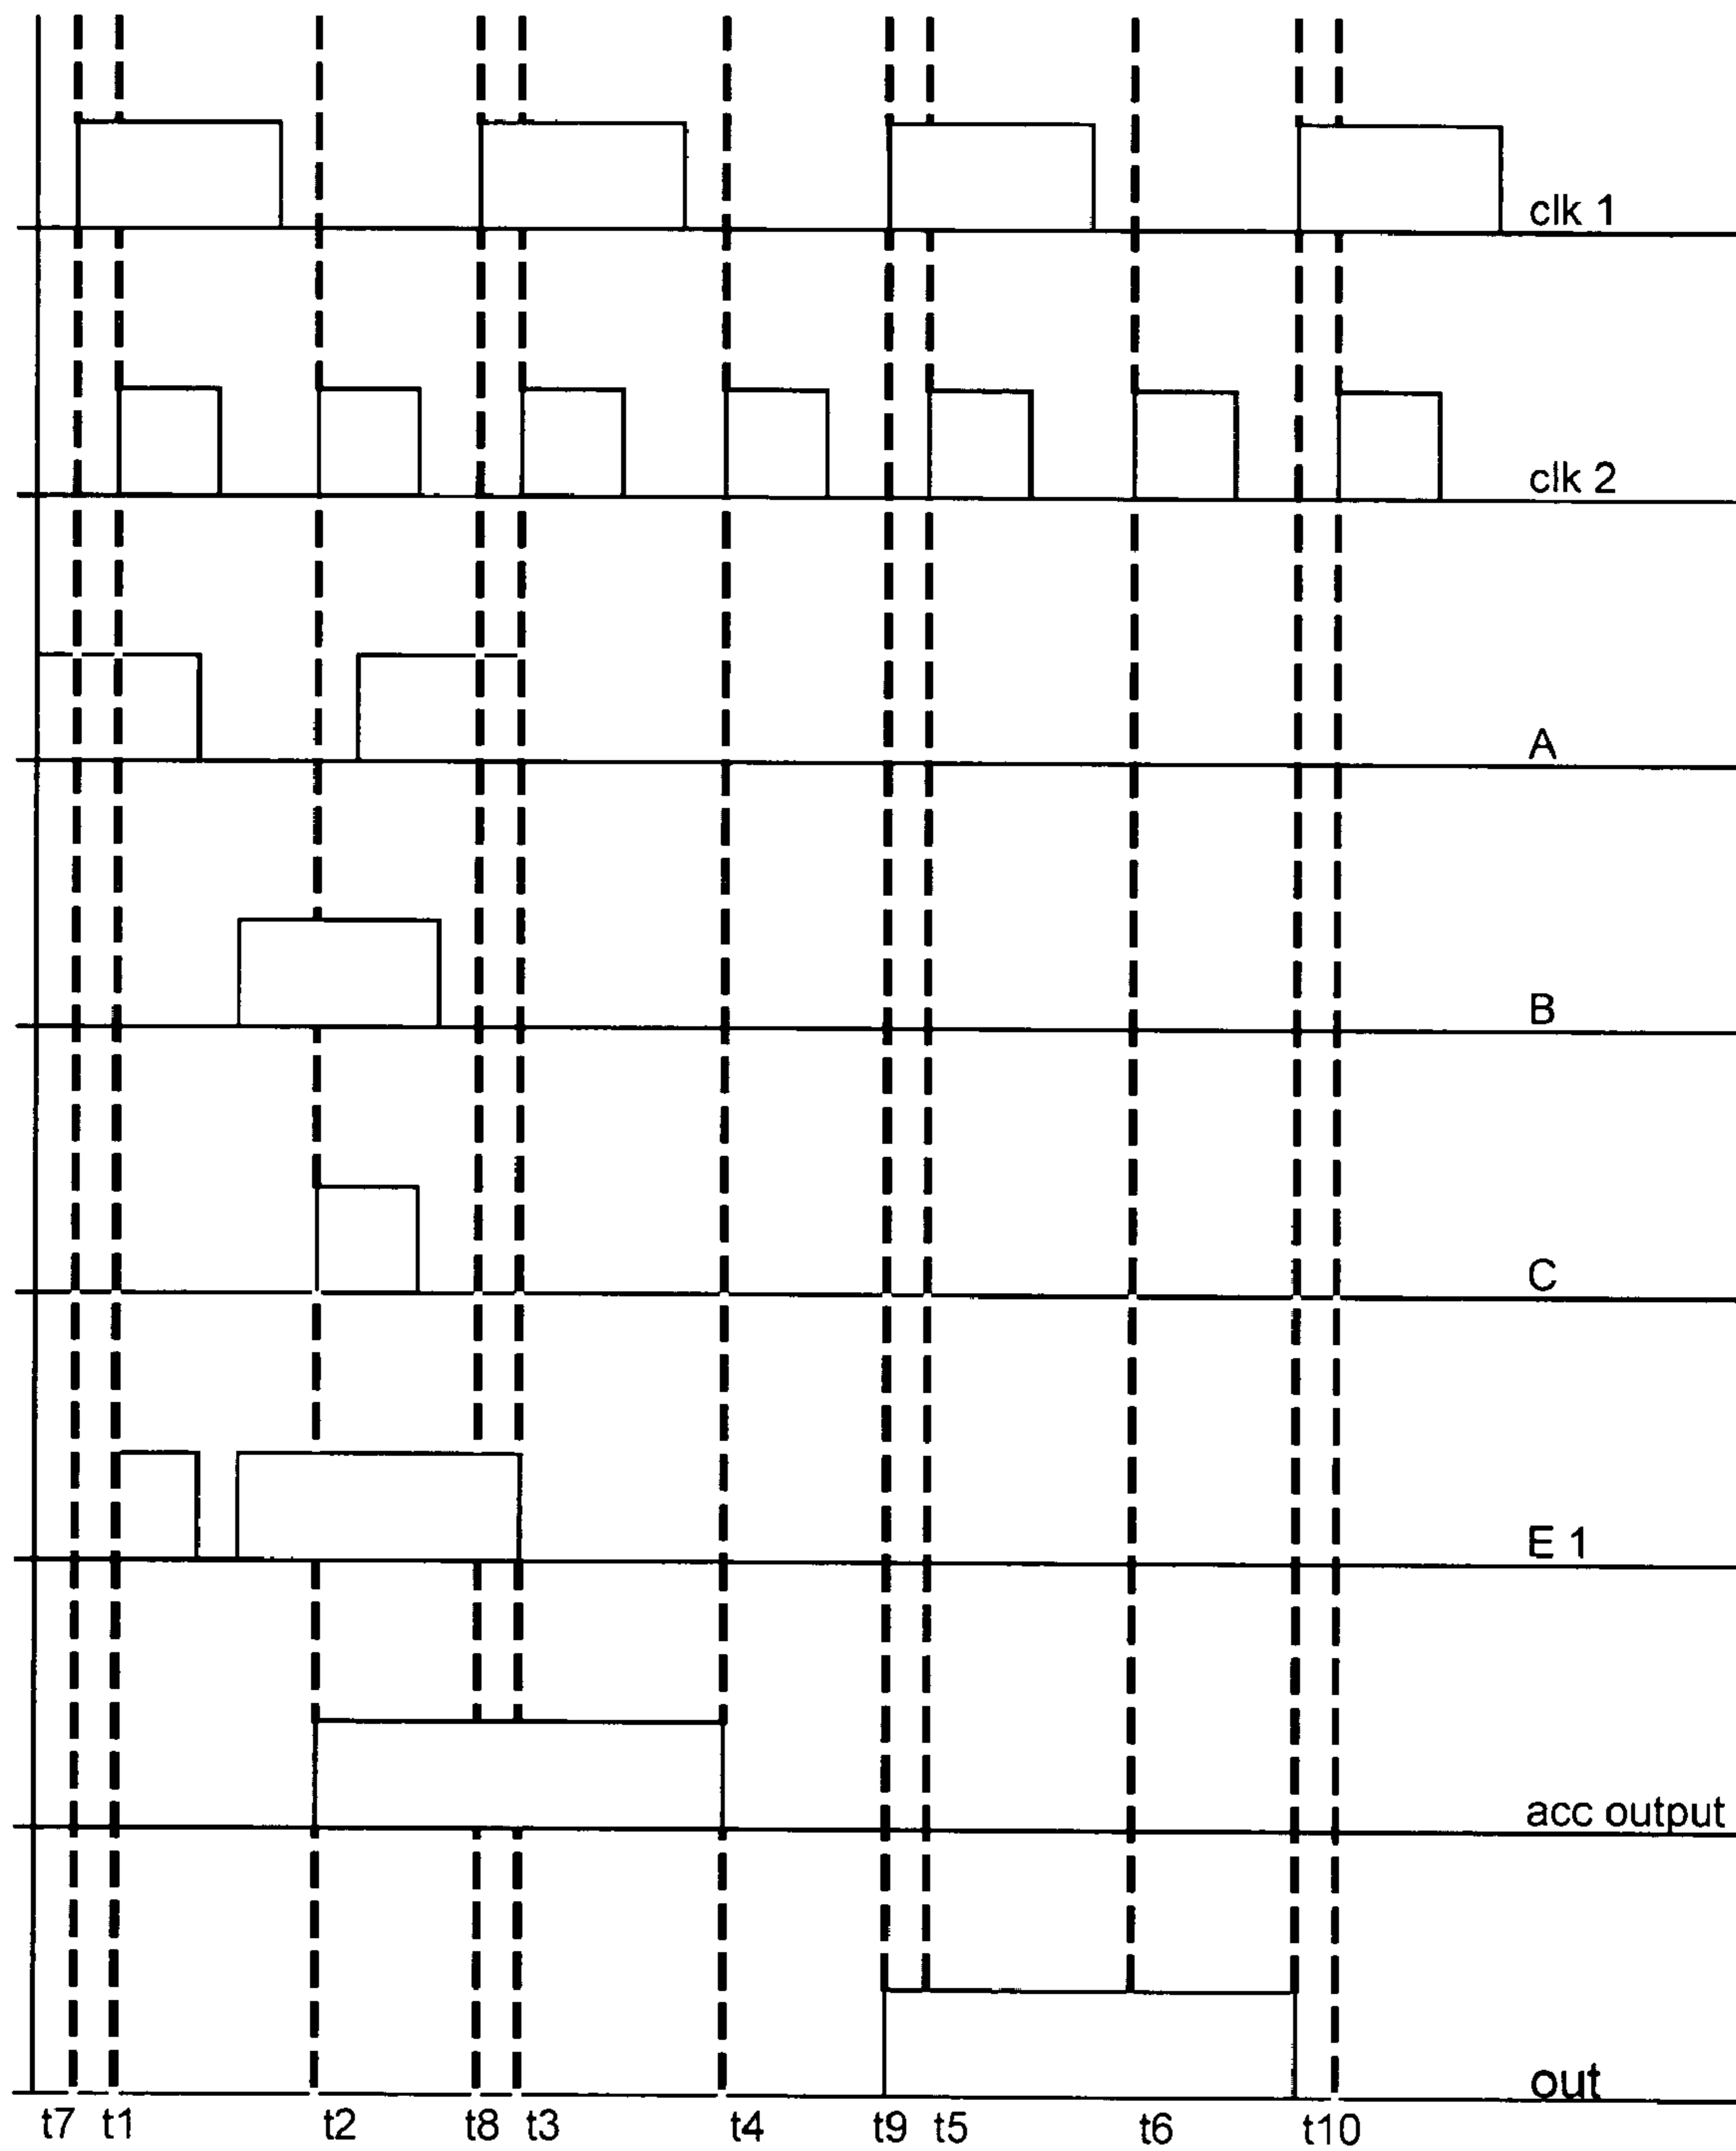 clk 1
clk 2
A
B
C
E 1
acc output
out
t7 t1 t2 t8 t3 t4 t9 t5 t6 t10